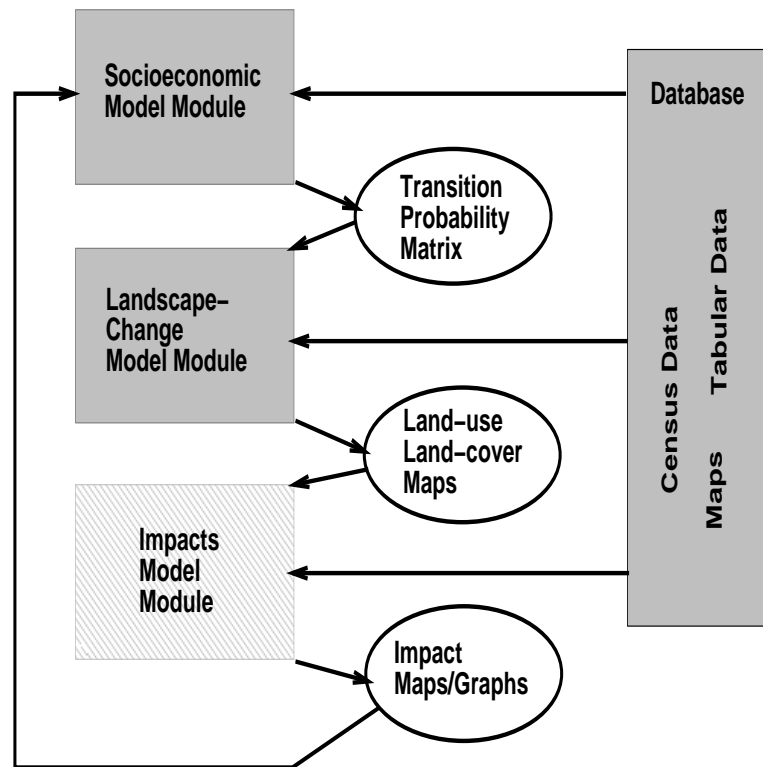 Socioeconomic
Model Module
Database
Transition
Probability
Matrix
Landscape–
Change
Model Module
Census Data
Maps Tabular Data
Land–use
Land–cover
Maps
Impacts
Model
Module
Impact
Maps/Graphs